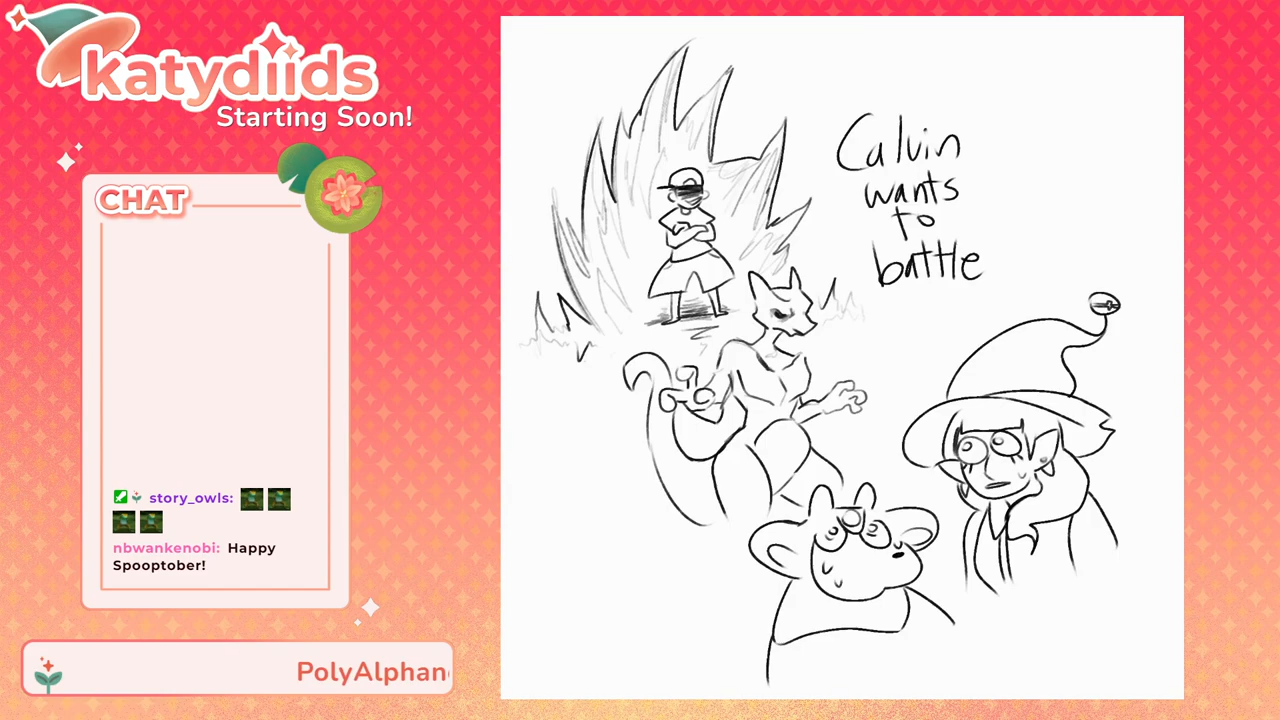 Katydiids
Starting Soon!
CHAT
story_owls:
nbwankenobi: Happy
Spooptober!
PolyAlphan
Calvin
wants
to
battle